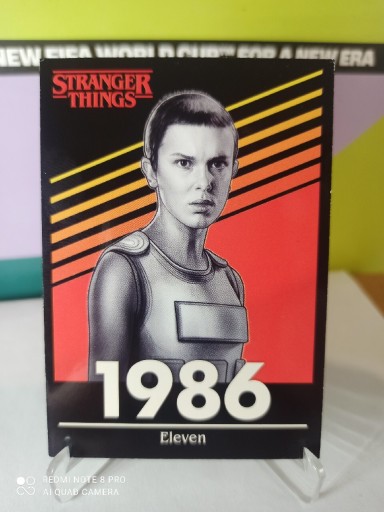 NEW FIFA WORLD CUP™ FOR A NEW ERA
STRANGER
THINGS
1986
Eleven
REDMI NOTE 8 PRO
AI QUAD CAMERA